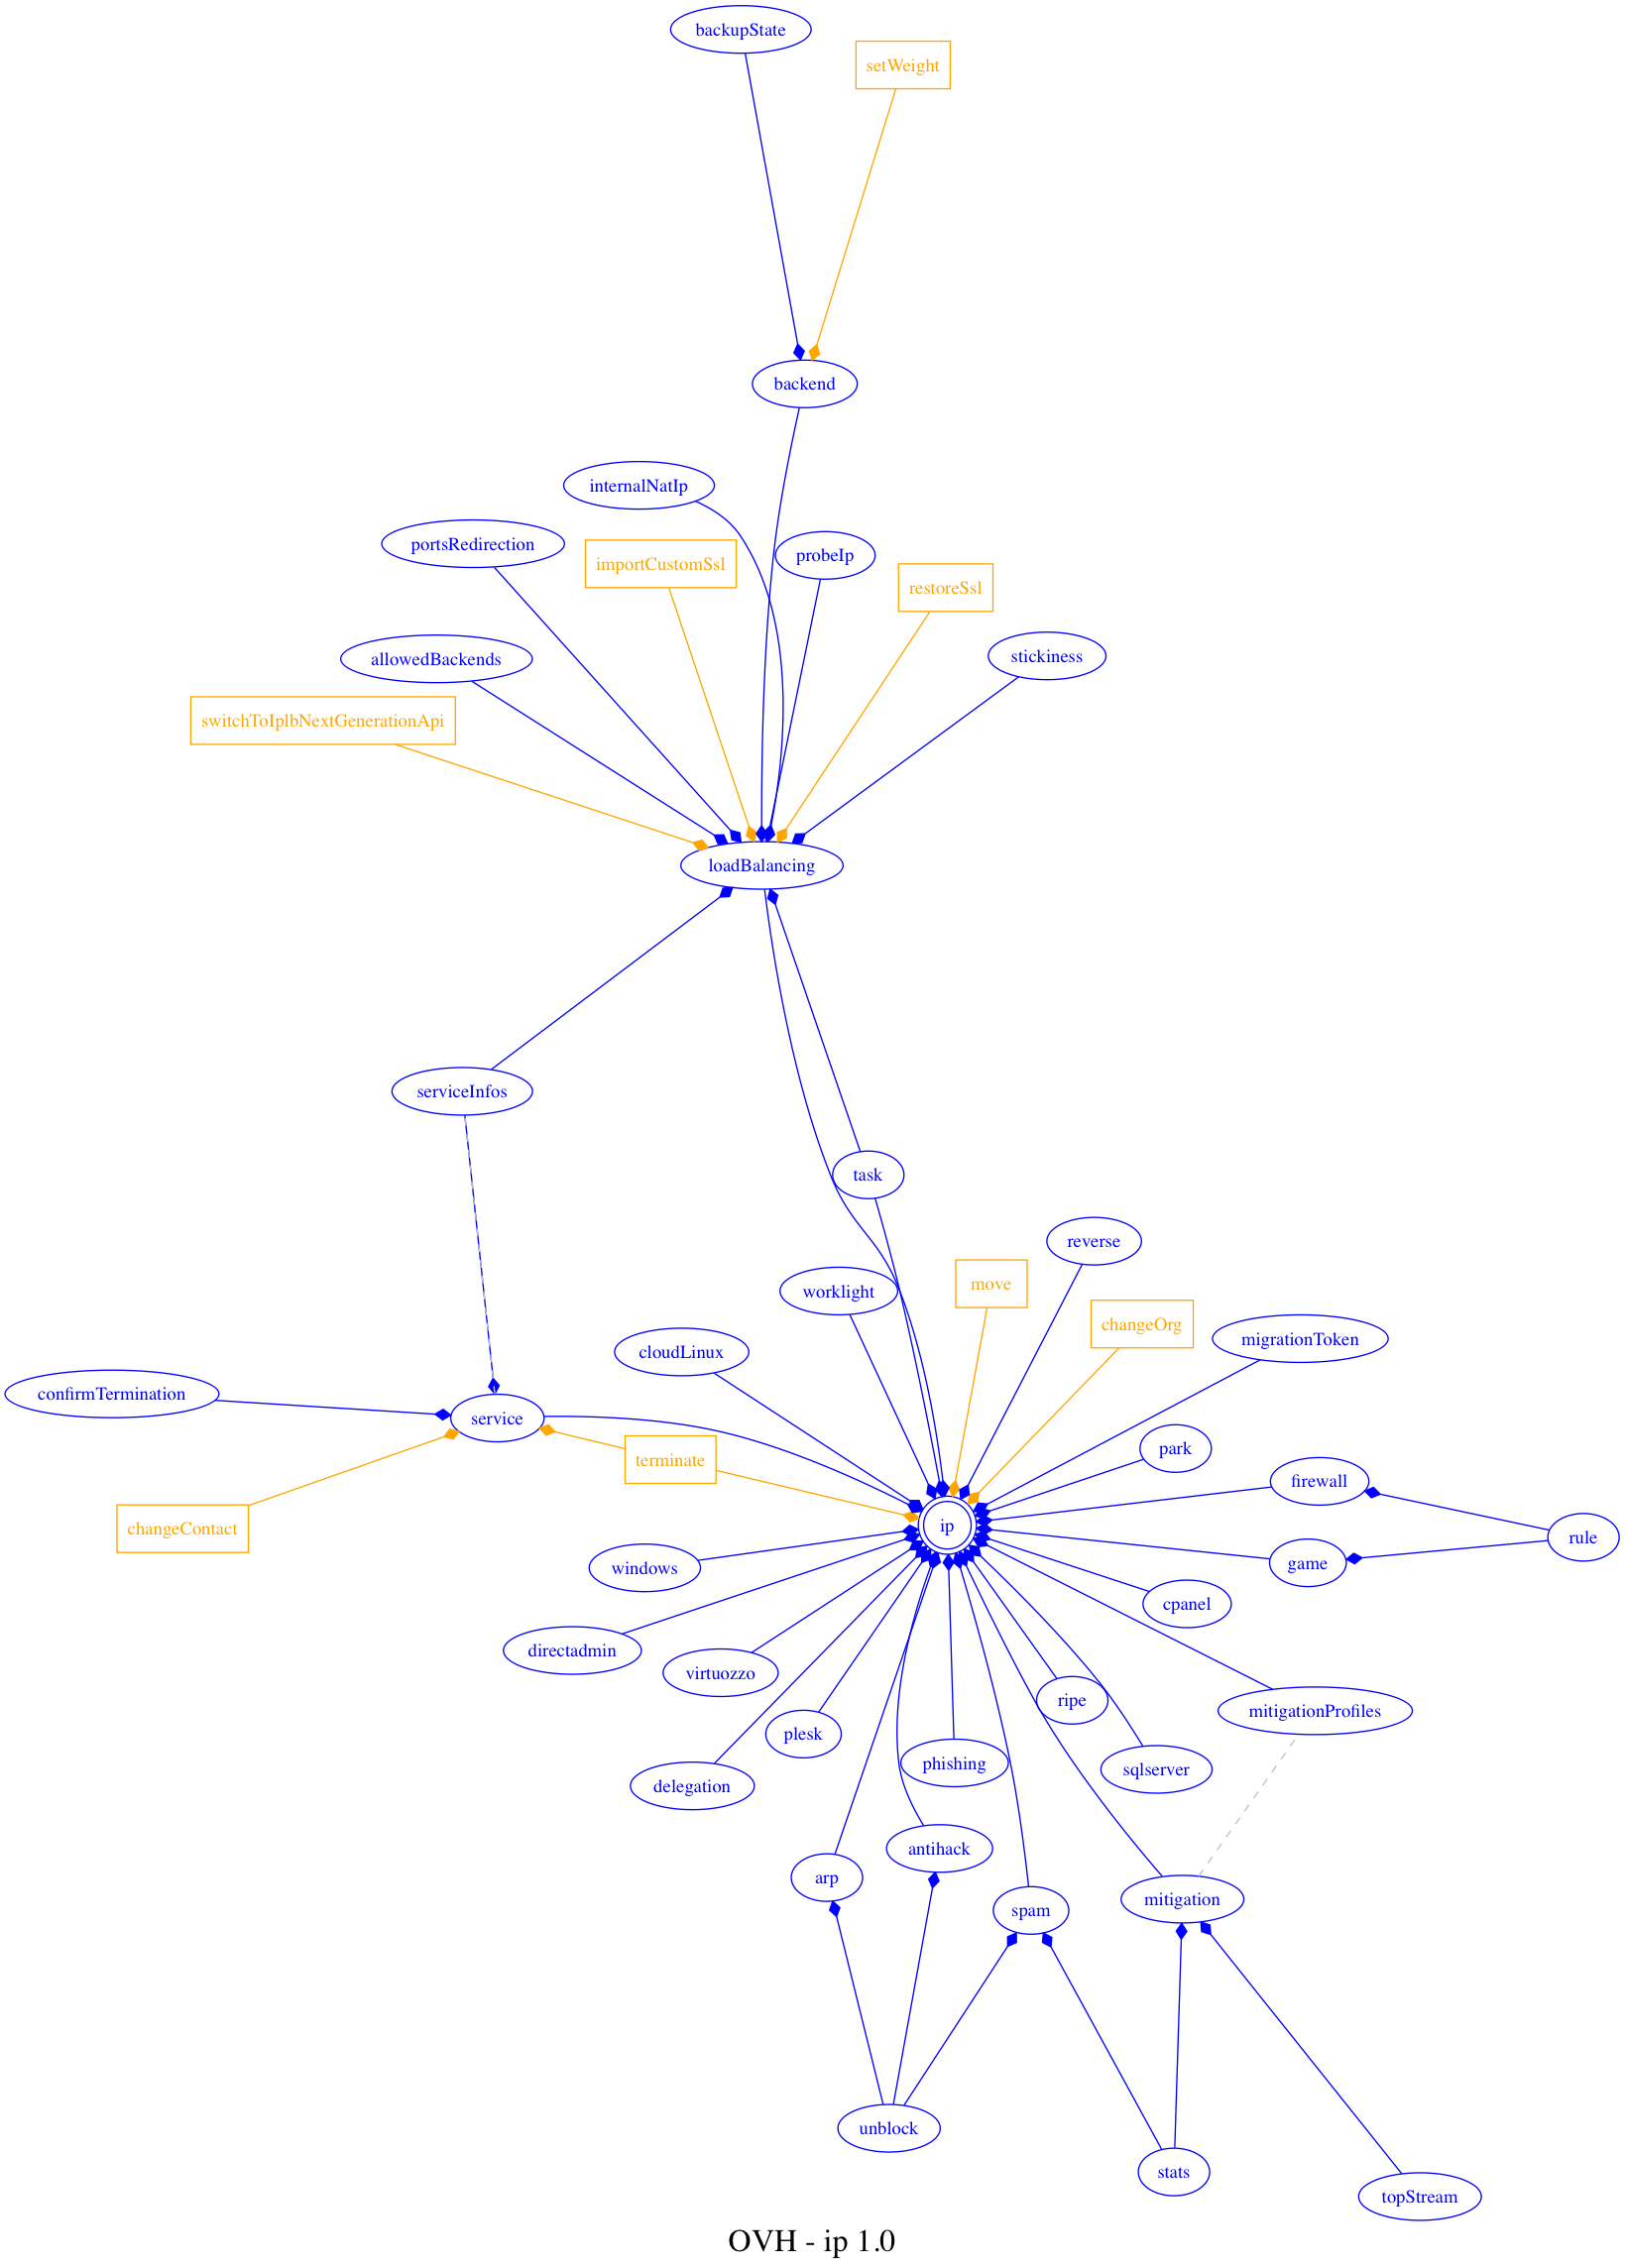 backupState
setWeight
backend
internalNatIp
portsRedirection
probeIp
importCustomSsl
restoreSsl
stickiness
allowedBackends
switchToIplbNextGenerationApi
loadBalancing
serviceInfos
task
reverse
move
worklight
changeOrg
migrationToken
cloudLinux
confirmTermination
service
park
terminate
firewall
changeContact
ip
rule
game
windows
cpanel
directadmin
virtuozzo
ripe
mitigationProfiles
plesk
phishing
sqlserver
delegation
antihack
arp
mitigation
spam
unblock
stats
topStream
OVH - ip 1.0